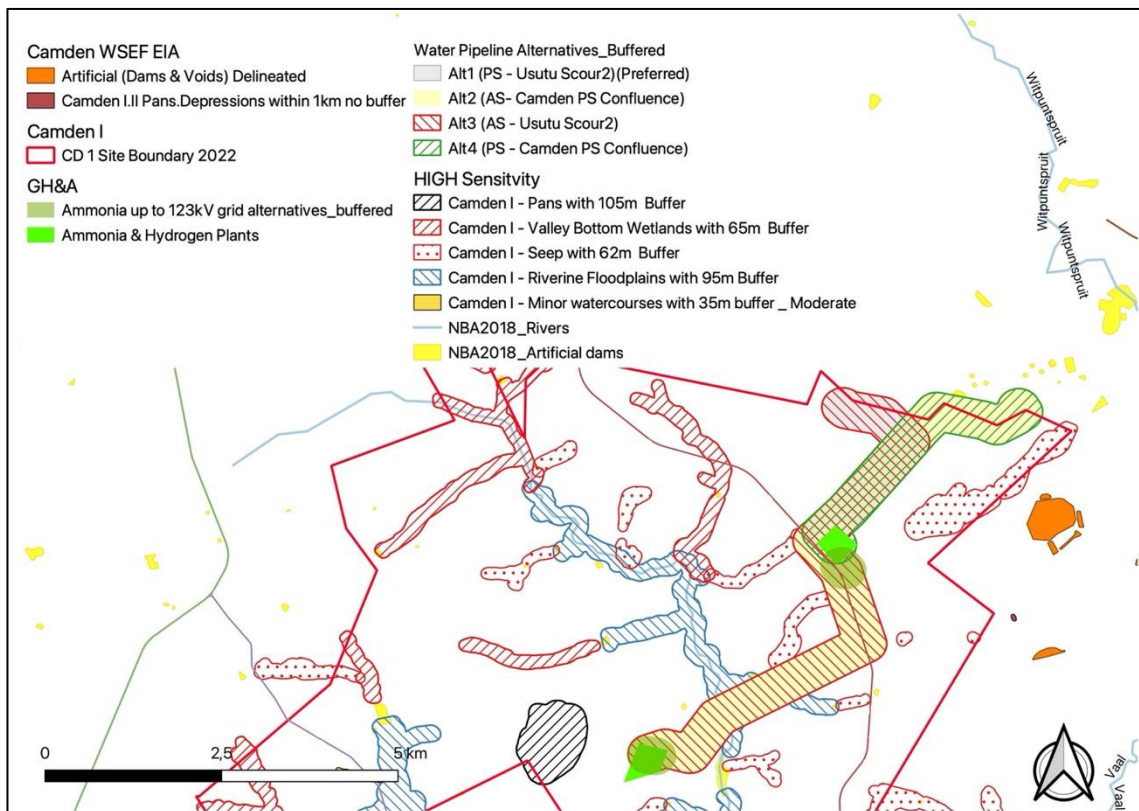 Camden WSEF EIA
Artificial (Dams & Voids) Delineated
Camden I.II Pans.Depressions within 1km no buffer
Camden I
CD 1 Site Boundary 2022
GH&A
Ammonia up to 123kV grid alternatives_buffered
Ammonia & Hydrogen Plants
Water Pipeline Alternatives_Buffered
Alt1 (PS - Usutu Scour2)(Preferred)
Alt2 (AS- Camden PS Confluence)
Alt3 (AS - Usutu Scour2)
Alt4 (PS - Camden PS Confluence)
HIGH Sensitvity
Camden I - Pans with 105m Buffer
Camden I - Valley Bottom Wetlands with 65m Buffer
Camden I - Seep with 62m Buffer
Camden I - Riverine Floodplains with 95m Buffer
Camden I - Minor watercourses with 35m buffer _ Moderate
NBA2018_Rivers
NBA2018_Artificial dams
Witpuntspruit
Witpuntspruit
Witpuntspruit
0 2,5 5 km
Vaal
Vaal